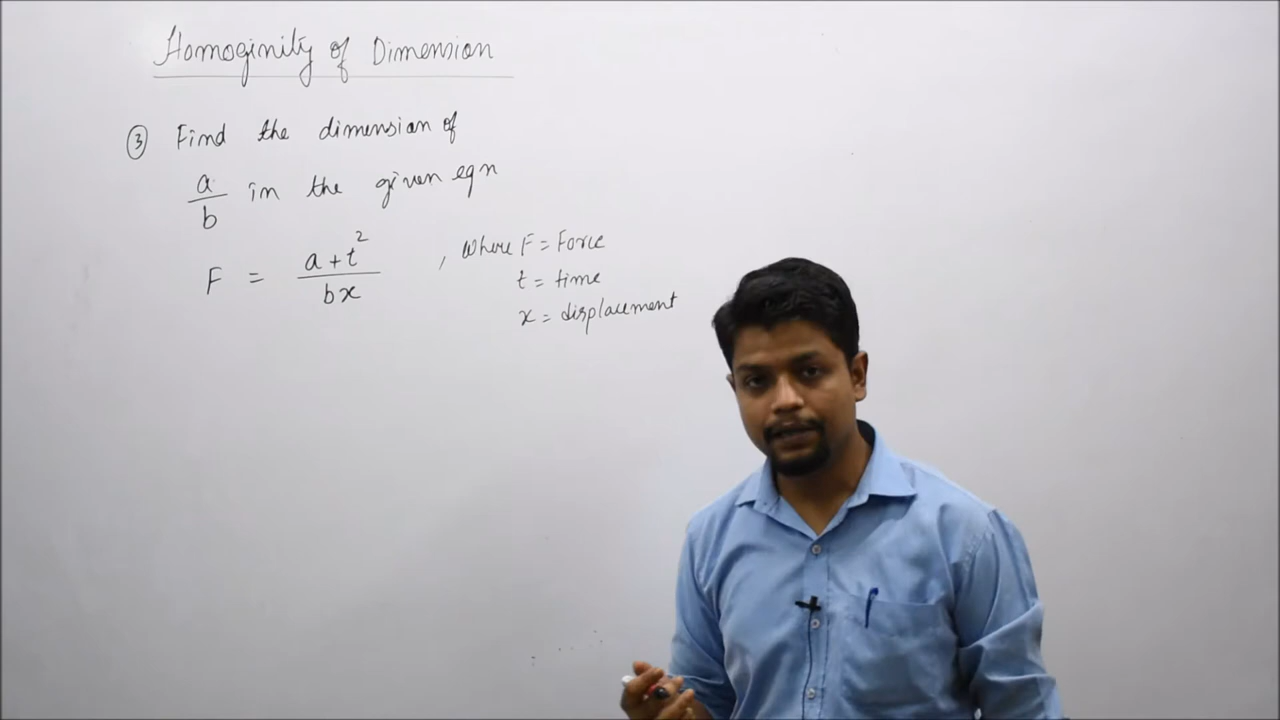 Homoginity of Dimension
③ Find the dimension of
a/b in the given eqn
F = (a + t²)/(bx) , where F = Force
t = time
x = displacement